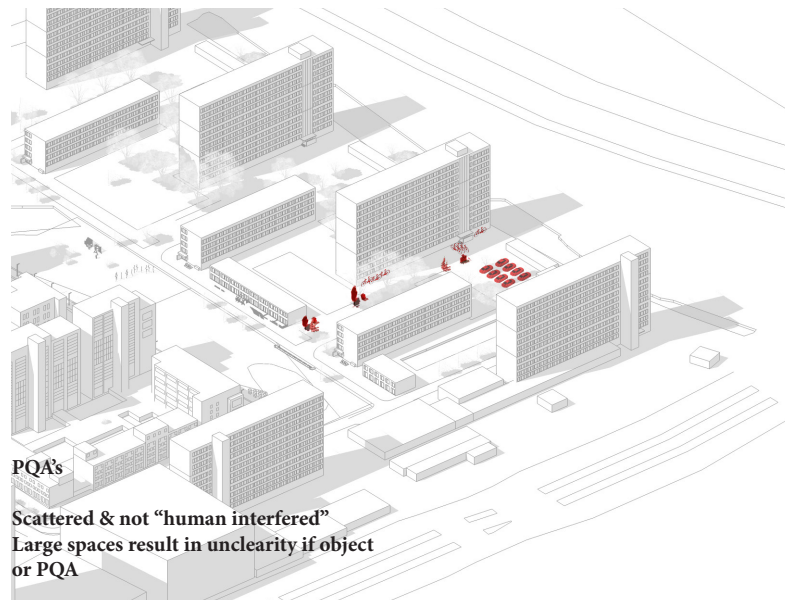 PQA’s
Scattered & not “human interfered”
Large spaces result in unclearity if object
or PQA